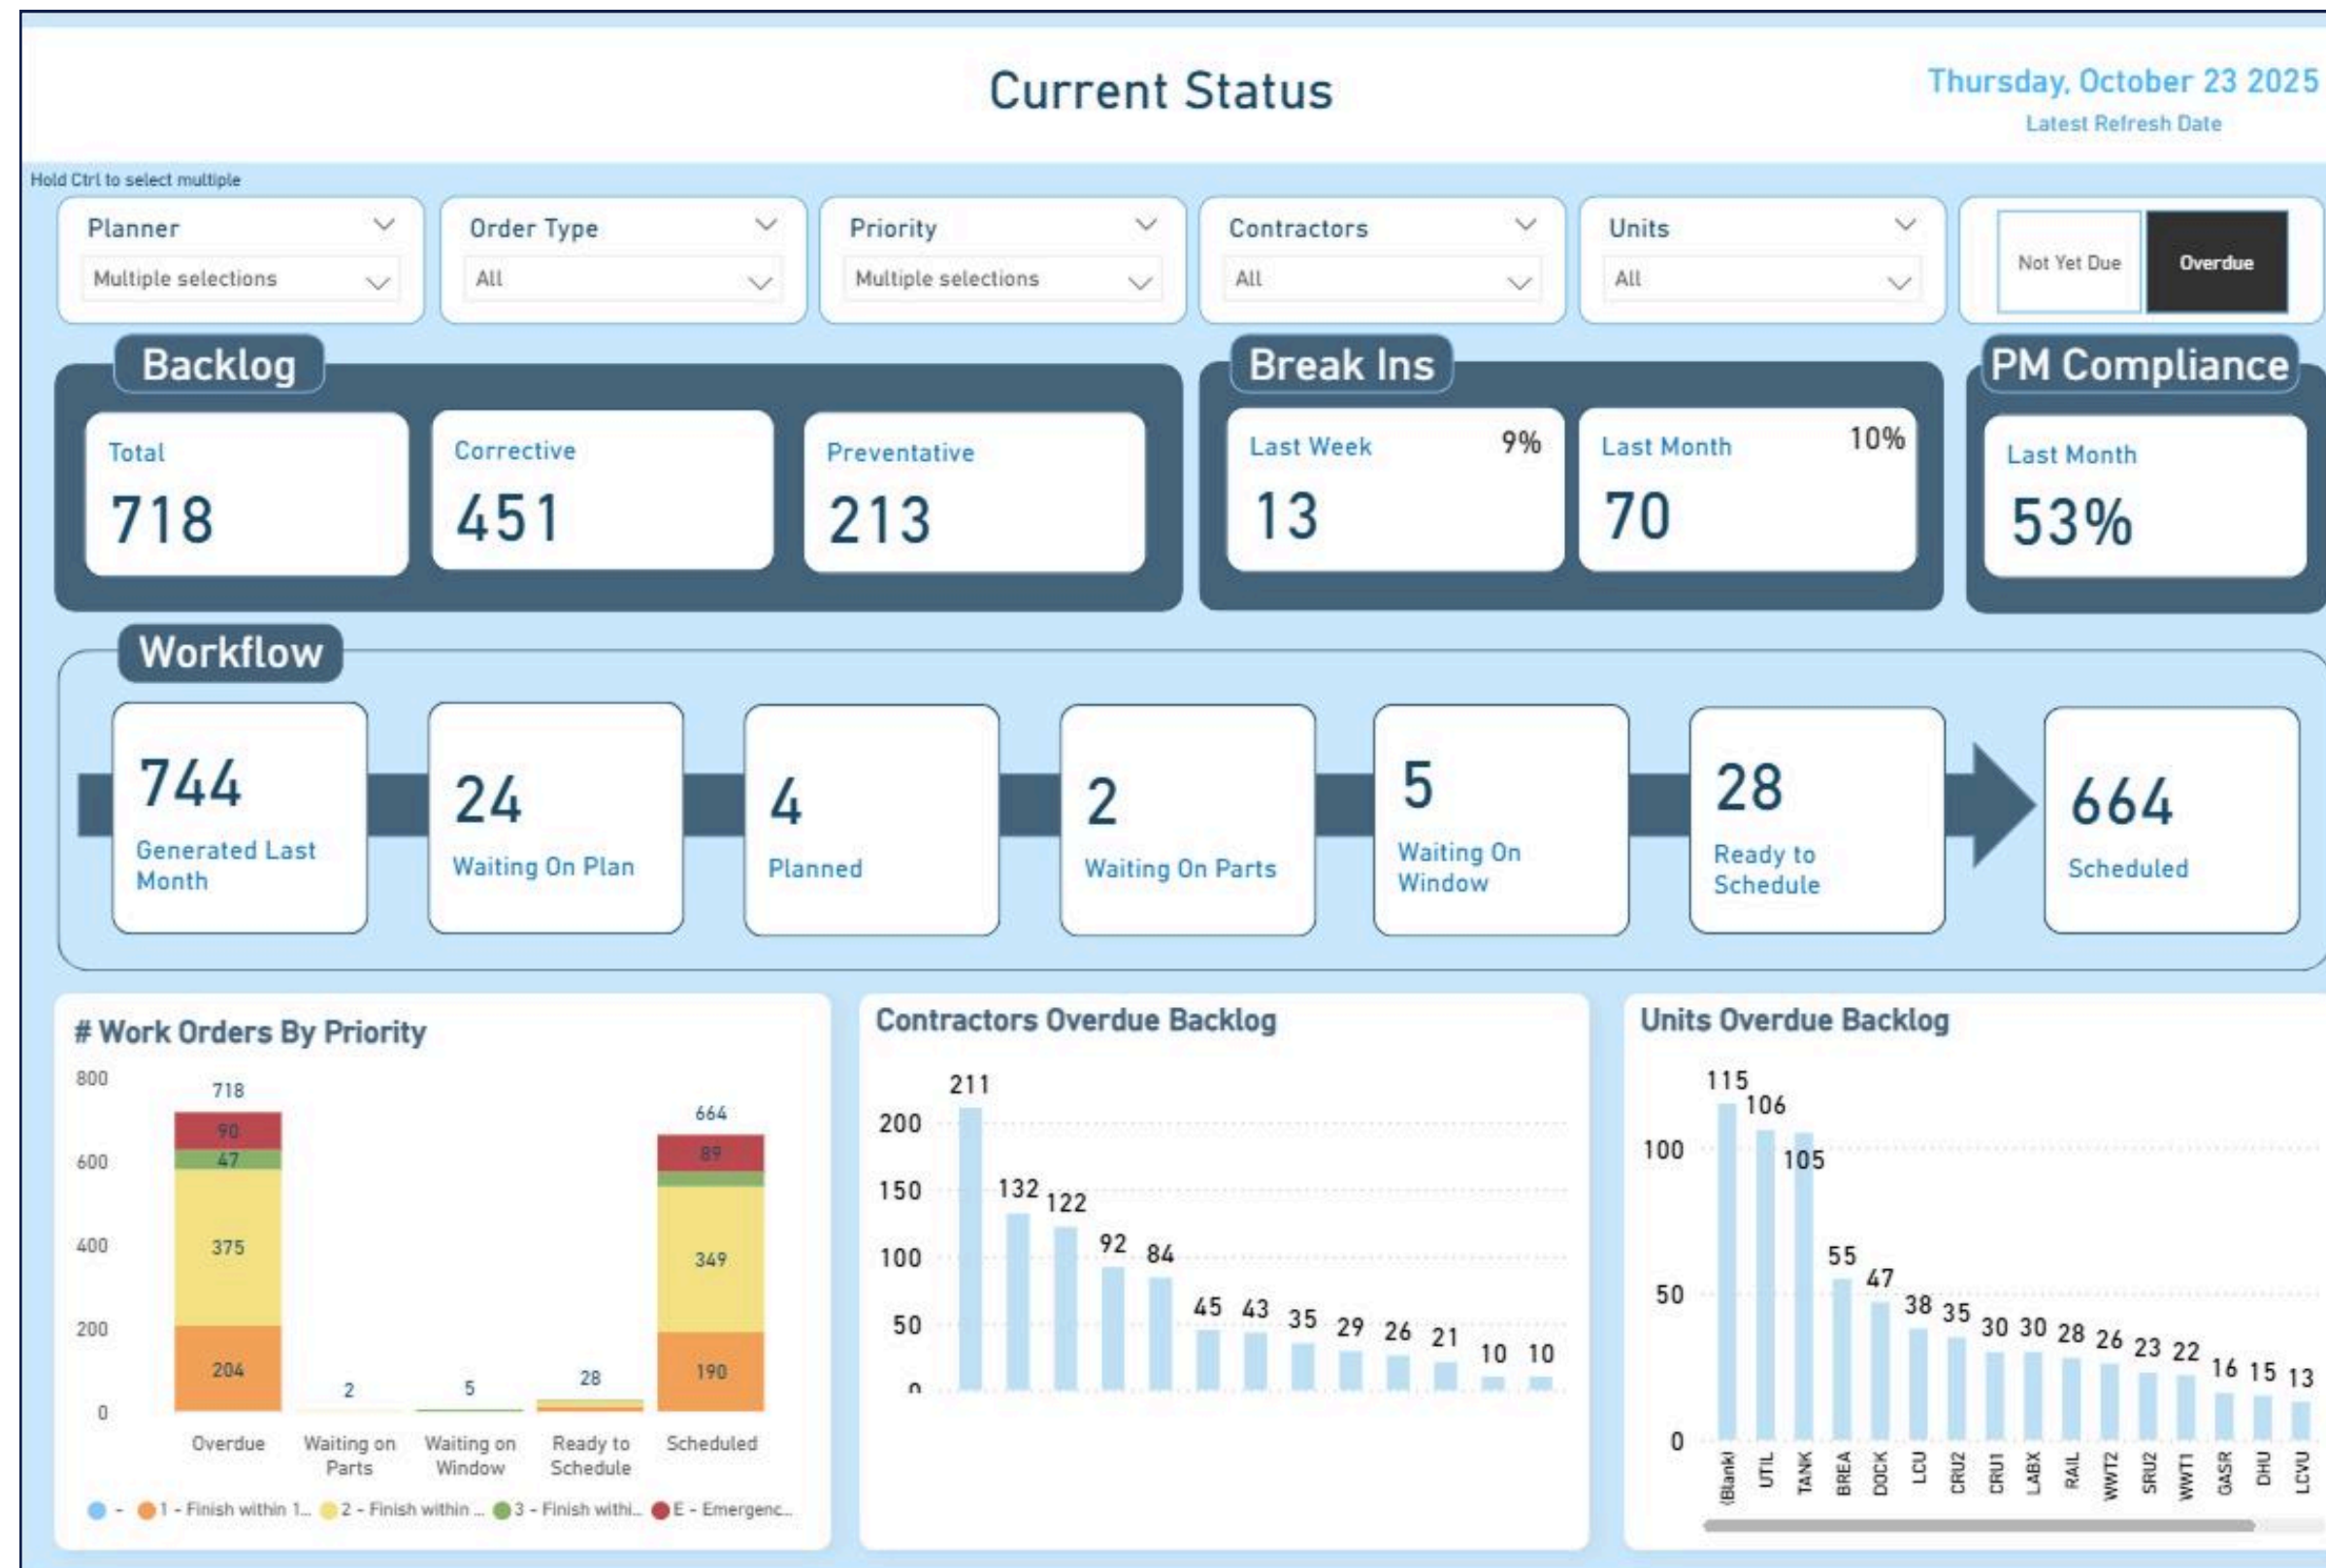 Current Status
Thursday, October 23 2025
Latest Refresh Date
Hold Ctrl to select multiple
Planner
Multiple selections
Order Type
All
Priority
Multiple selections
Contractors
All
Units
All
Not Yet Due
Overdue
Backlog
Total
718
Corrective
451
Preventative
213
Break Ins
Last Week
9%
13
Last Month
10%
70
PM Compliance
Last Month
53%
Workflow
744
Generated Last
Month
24
Waiting On Plan
4
Planned
2
Waiting On Parts
5
Waiting On
Window
28
Ready to
Schedule
664
Scheduled
# Work Orders By Priority
800
600
400
200
0
718
90
47
375
204
2
5
28
664
89
349
190
Overdue
Waiting on
Parts
Waiting on
Window
Ready to
Schedule
Scheduled
-
1 - Finish within 1...
2 - Finish within ...
3 - Finish withi...
E - Emergenc...
Contractors Overdue Backlog
200
150
100
50
0
211
132
122
92
84
45
43
35
29
26
21
10
10
Units Overdue Backlog
100
50
0
115
106
105
55
47
38
35
30
30
28
26
23
22
16
15
13
(Blank)
UTIL
TANK
BREA
DOCK
LCU
CRU2
CRU1
LABX
RAIL
WWT2
SRU2
WWT1
GASR
DHU
LCVU